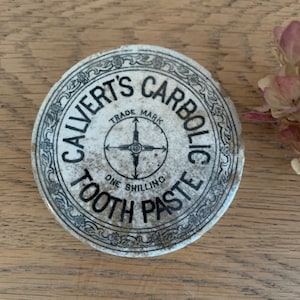 CALVERT'S CARBOLIC
TRADE MARK
ONE SHILLING
TOOTH PASTE